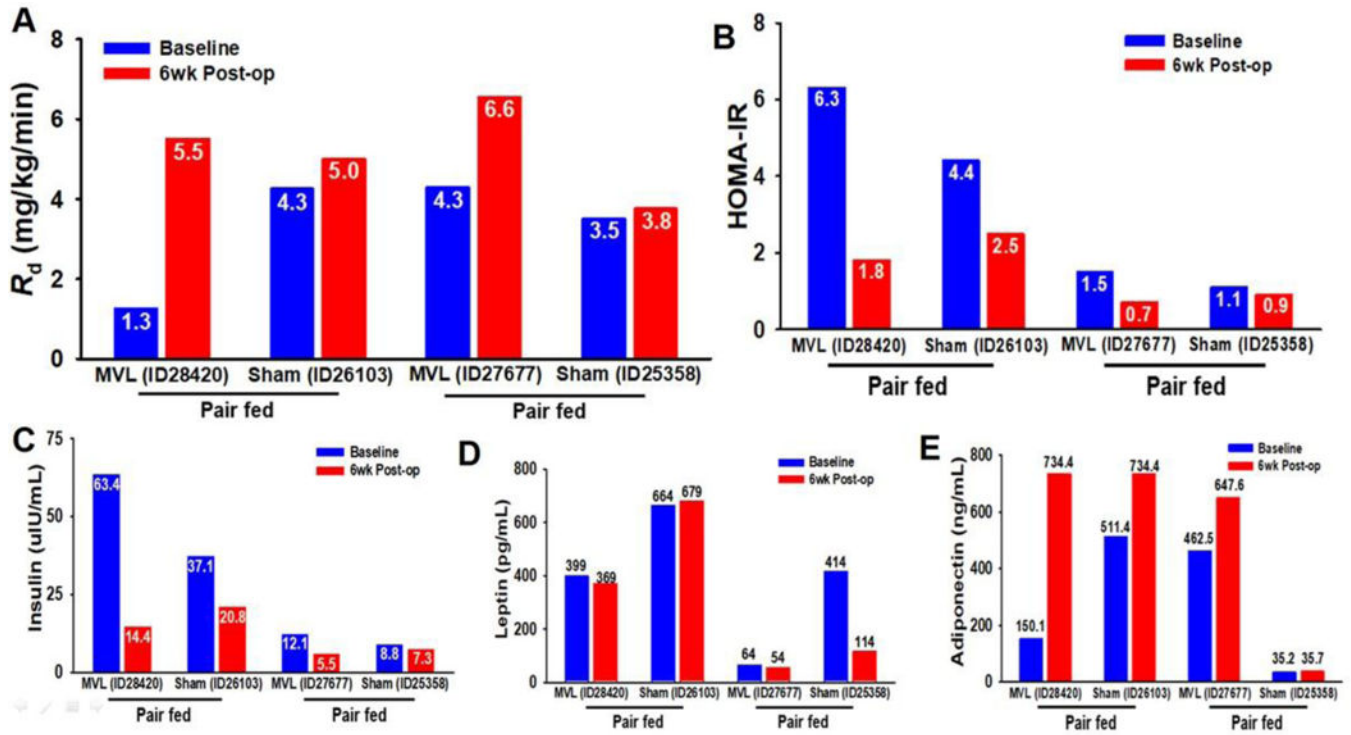 A
8
6
4
2
0
Rd (mg/kg/min)
Baseline
6wk Post-op
1.3
5.5
4.3
5.0
4.3
6.6
3.5
3.8
MVL (ID28420) Sham (ID26103) MVL (ID27677) Sham (ID25358)
Pair fed Pair fed
B
8
6
4
2
0
HOMA-IR
Baseline
6wk Post-op
6.3
1.8
4.4
2.5
1.5
0.7
1.1
0.9
MVL (ID28420) Sham (ID26103) MVL (ID27677) Sham (ID25358)
Pair fed Pair fed
C
75
50
25
0
Insulin (uIU/mL)
Baseline
6wk Post-op
63.4
14.4
37.1
20.8
12.1
5.5
8.8
7.3
MVL (ID28420) Sham (ID26103) MVL (ID27677) Sham (ID25358)
Pair fed Pair fed
D
800
600
400
200
0
Leptin (pg/mL)
Baseline
6wk Post-op
399
369
664
679
64
54
414
114
MVL (ID28420) Sham (ID26103) MVL (ID27677) Sham (ID25358)
Pair fed Pair fed
E
800
600
400
200
0
Adiponectin (ng/mL)
Baseline
6wk Post-op
150.1
734.4
511.4
734.4
462.5
647.6
35.2
35.7
MVL (ID28420) Sham (ID26103) MVL (ID27677) Sham (ID25358)
Pair fed Pair fed